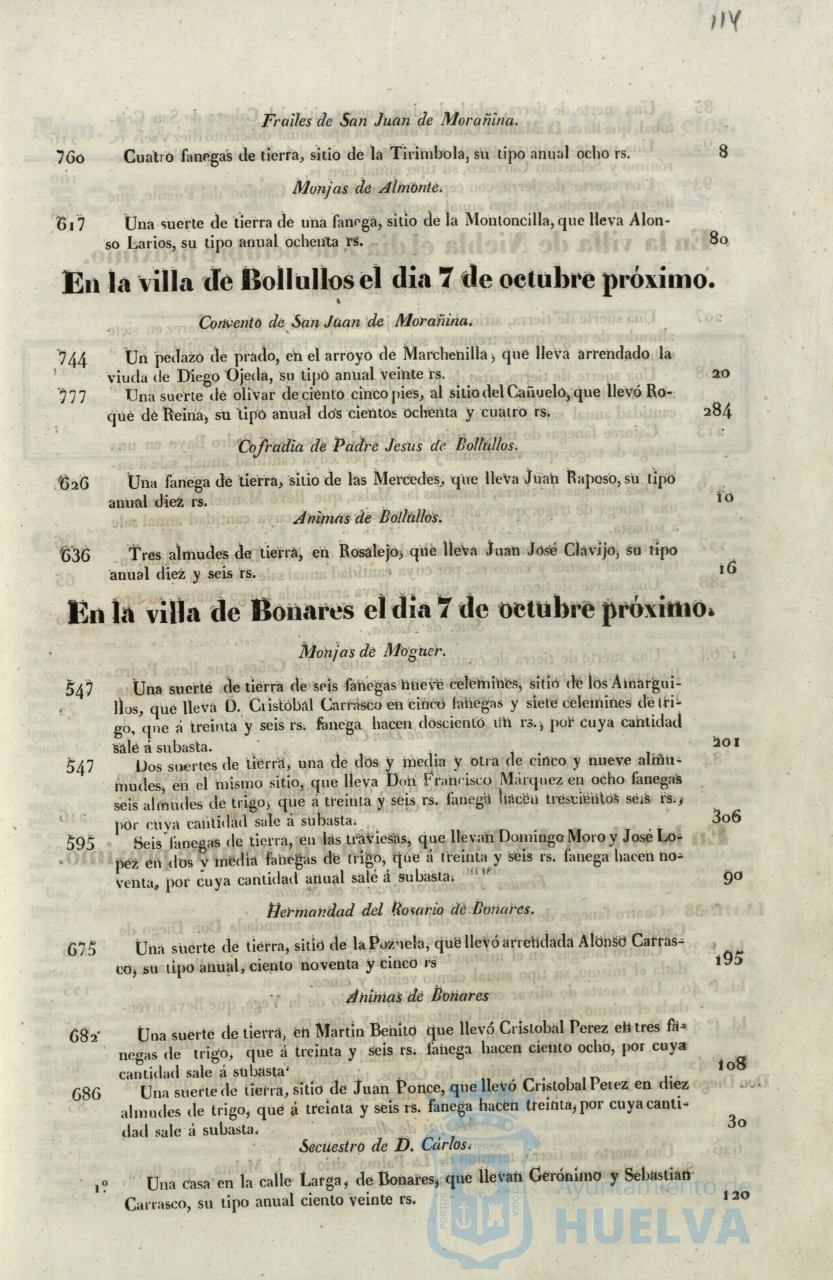 114
Frailes de San Juan de Morañina.
760 Cuatro fanegas de tierra, sitio de la Tirimbola, su tipo anual ocho rs. 8
Monjas de Almonte.
617 Una suerte de tierra de una fanega, sitio de la Montoncilla, que lleva Alon-
so Larios, su tipo anual ochenta rs. 80
En la villa de Bollullos el dia 7 de octubre próximo.
Convento de San Juan de Morañina.
744 Un pedazo de prado, en el arroyo de Marchenilla, que lleva arrendado la
viuda de Diego Ojeda, su tipo anual veinte rs. 20
777 Una suerte de olivar de ciento cinco pies, al sitio del Cañuelo, que llevó Ro-
que de Reina, su tipo anual dos cientos ochenta y cuatro rs. 284
Cofradia de Padre Jesus de Bollullos.
626 Una fanega de tierra, sitio de las Mercedes, que lleva Juan Raposo, su tipo
anual diez rs. 10
Animas de Bollullos.
636 Tres almudes de tierra, en Rosalejo, que lleva Juan José Clavijo, su tipo
anual diez y seis rs. 16
En la villa de Bonares el dia 7 de octubre próximo.
Monjas de Moguer.
547 Una suerte de tierra de seis fanegas nueve celemines, sitio de los Amargui-
llos, que lleva D. Cristóbal Carrasco en cinco fanegas y siete celemines de tri-
go, que á treinta y seis rs. fanega hacen dosciento un rs., por cuya cantidad
sale á subasta. 201
547 Dos suertes de tierra, una de dos y media y otra de cinco y nueve almu-
mudes, en el mismo sitio, que lleva Don Francisco Márquez en ocho fanegas
seis almudes de trigo, que á treinta y seis rs. fanega hacen trescientos seis rs.,
por cuya cantidad sale á subasta. 306
595 Seis fanegas de tierra, en las traviesas, que llevan Domingo Moro y José Lo-
pez en dos y media fanegas de trigo, que á treinta y seis rs. fanega hacen no-
venta, por cuya cantidad anual sale á subasta. 90
Hermandad del Rosario de Bonares.
675 Una suerte de tierra, sitio de la Pozuela, que llevó arrendada Alonso Carras-
co, su tipo anual, ciento noventa y cinco rs 195
Animas de Bonares
682 Una suerte de tierra, en Martin Benito que llevó Cristobal Perez en tres fa-
negas de trigo, que á treinta y seis rs. fanega hacen ciento ocho, por cuya
cantidad sale á subasta. 108
686 Una suerte de tierra, sitio de Juan Ponce, que llevó Cristobal Perez en diez
almudes de trigo, que á treinta y seis rs. fanega hacen treinta, por cuya canti-
dad sale á subasta. 30
Secuestro de D. Cárlos.
1.º Una casa en la calle Larga, de Bonares, que llevan Gerónimo y Sebastian
Carrasco, su tipo anual ciento veinte rs. 120
Ayuntamiento de
HUELVA